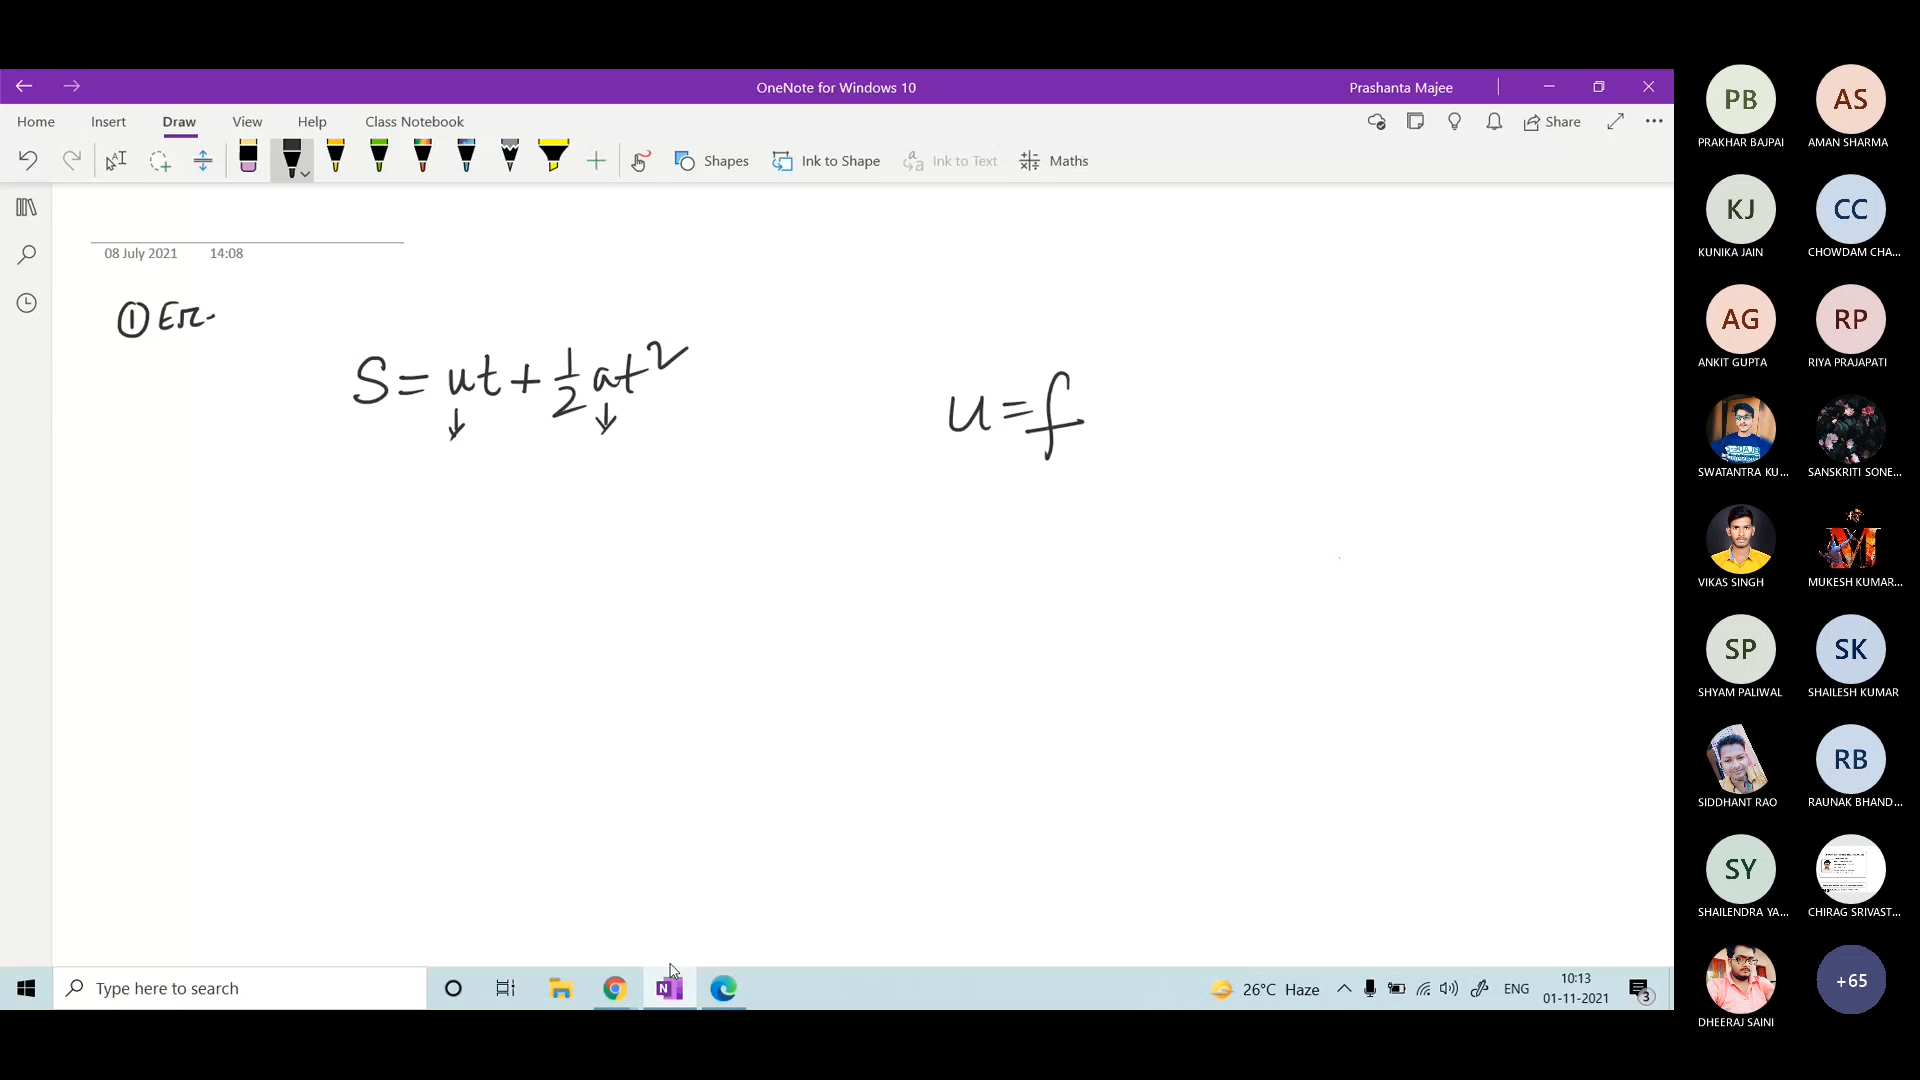 OneNote for Windows 10
Prashanta Majee
Home Insert Draw View Help Class Notebook
Share
Shapes Ink to Shape Ink to Text Maths
08 July 2021 14:08
① Ex.
S = ut + 1/2 at²
u = f
Type here to search
26°C Haze
ENG
10:13
01-11-2021
3
PB AS
PRAKHAR BAJPAI AMAN SHARMA
KJ CC
KUNIKA JAIN CHOWDAM CHA...
AG RP
ANKIT GUPTA RIYA PRAJAPATI
SWATANTRA KU... SANSKRITI SONE...
VIKAS SINGH MUKESH KUMAR...
SP SK
SHYAM PALIWAL SHAILESH KUMAR
RB
SIDDHANT RAO RAUNAK BHAND...
SY
SHAILENDRA YA... CHIRAG SRIVAST...
+65
DHEERAJ SAINI